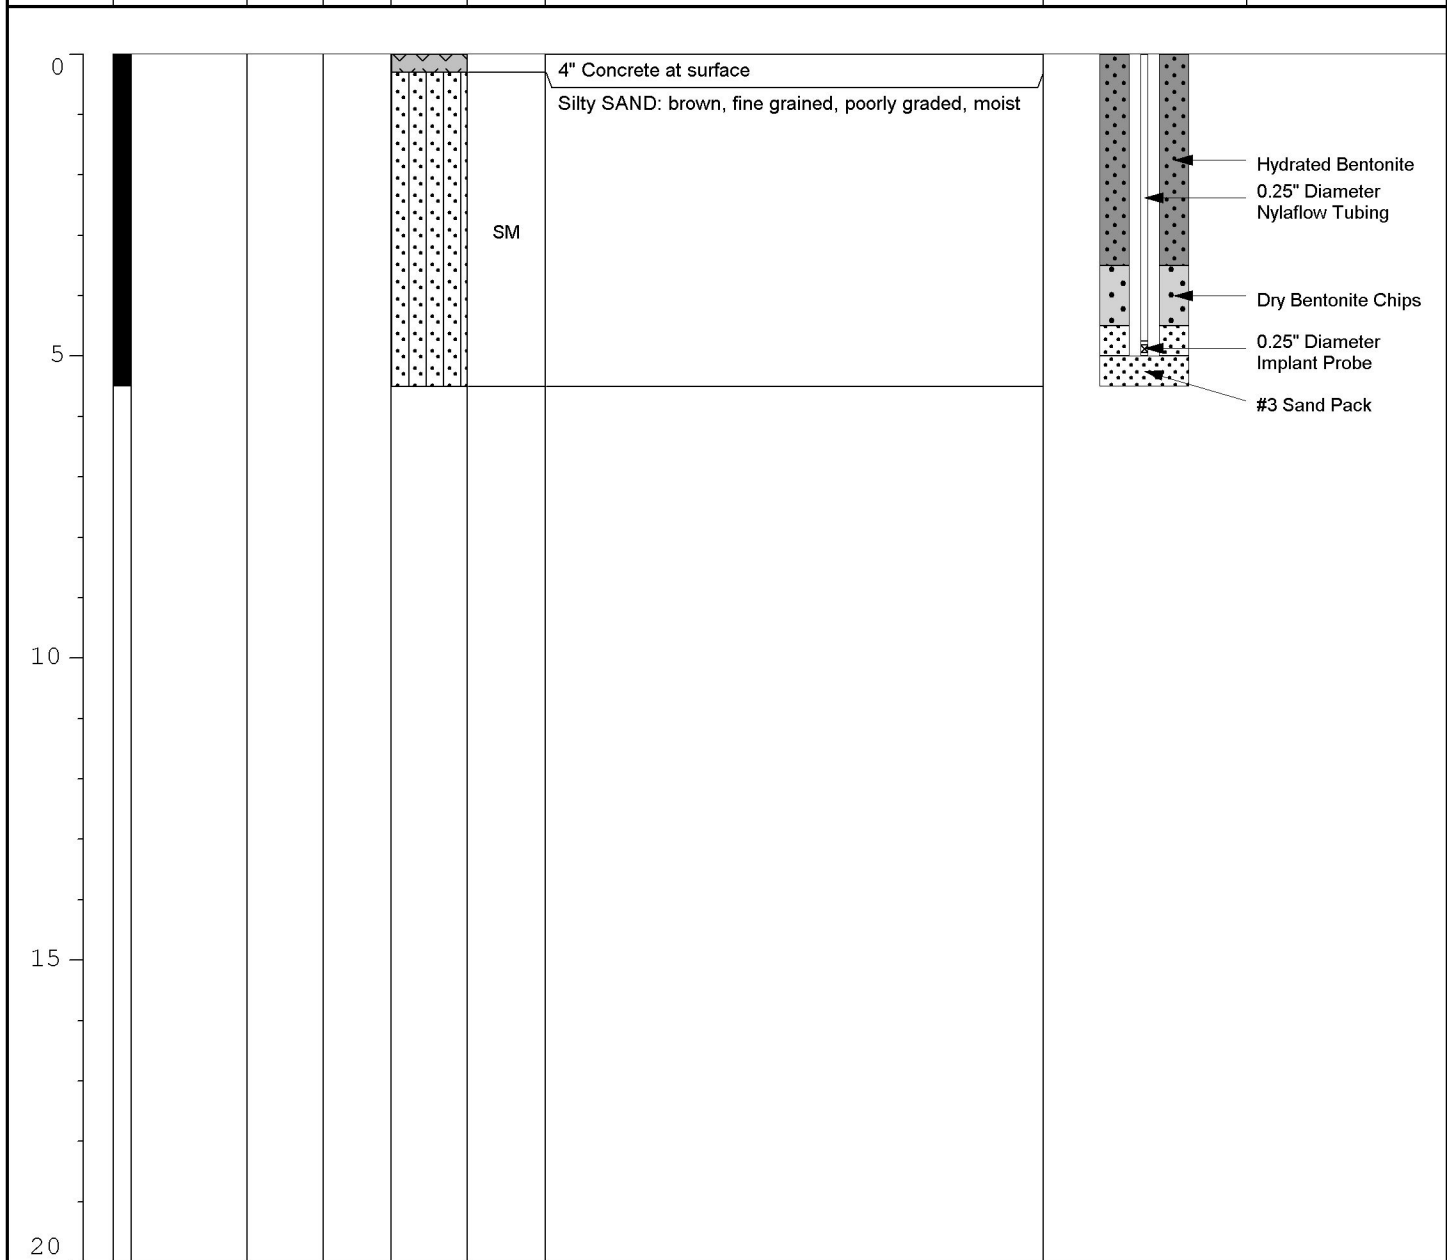 0
4" Concrete at surface
Silty SAND: brown, fine grained, poorly graded, moist
Hydrated Bentonite
0.25" Diameter
Nylaflow Tubing
SM
Dry Bentonite Chips
0.25" Diameter
Implant Probe
5
#3 Sand Pack
10
15
20